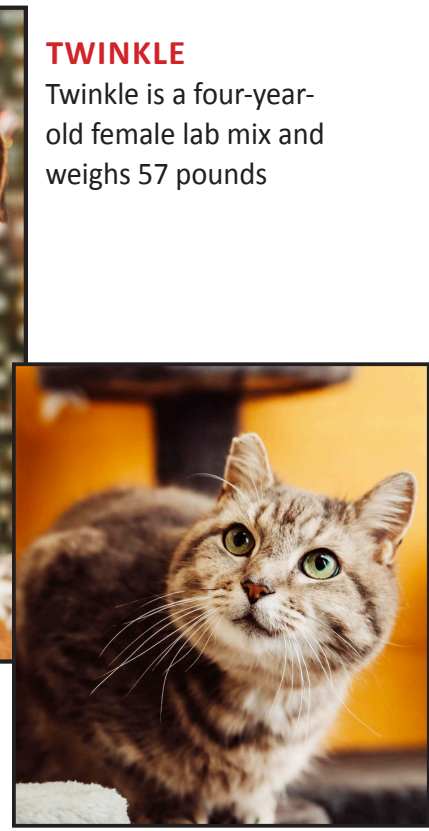 TWINKLE
Twinkle is a four-year-
old female lab mix and
weighs 57 pounds